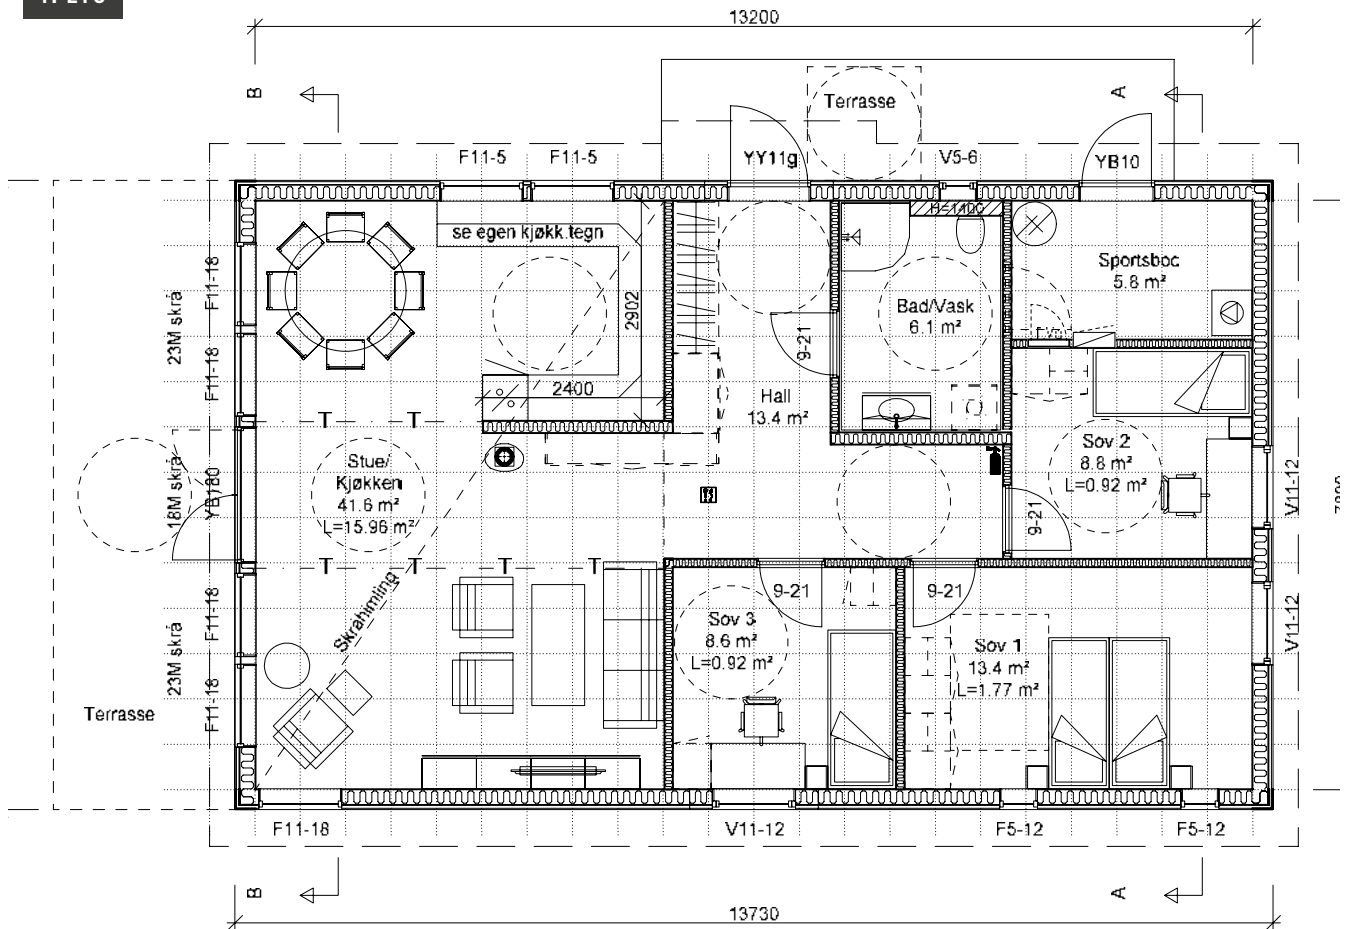 13200
B
A
Terrasse
F11-5
F11-5
YY11g
V5-6
YB10
H=1400
se egen kjøkk.tegn
Sportsboc
5.8 m²
F11-18
23M skrå
2902
Bad/Vask
6.1 m²
9-21
F11-18
2400
Hall
13.4 m²
T
T
Sov 2
8.8 m²
L=0.92 m²
Stue/
Kjøkken
41.6 m²
L=15.96 m²
18M skrå
YB180
V11-12
9-21
T
T
T
T
Skråhimling
9-21
9-21
F11-18
23M skrå
Sov 3
8.6 m²
L=0.92 m²
Sov 1
13.4 m²
L=1.77 m²
V11-12
F11-18
Terrasse
F11-18
V11-12
F5-12
F5-12
B
A
13730